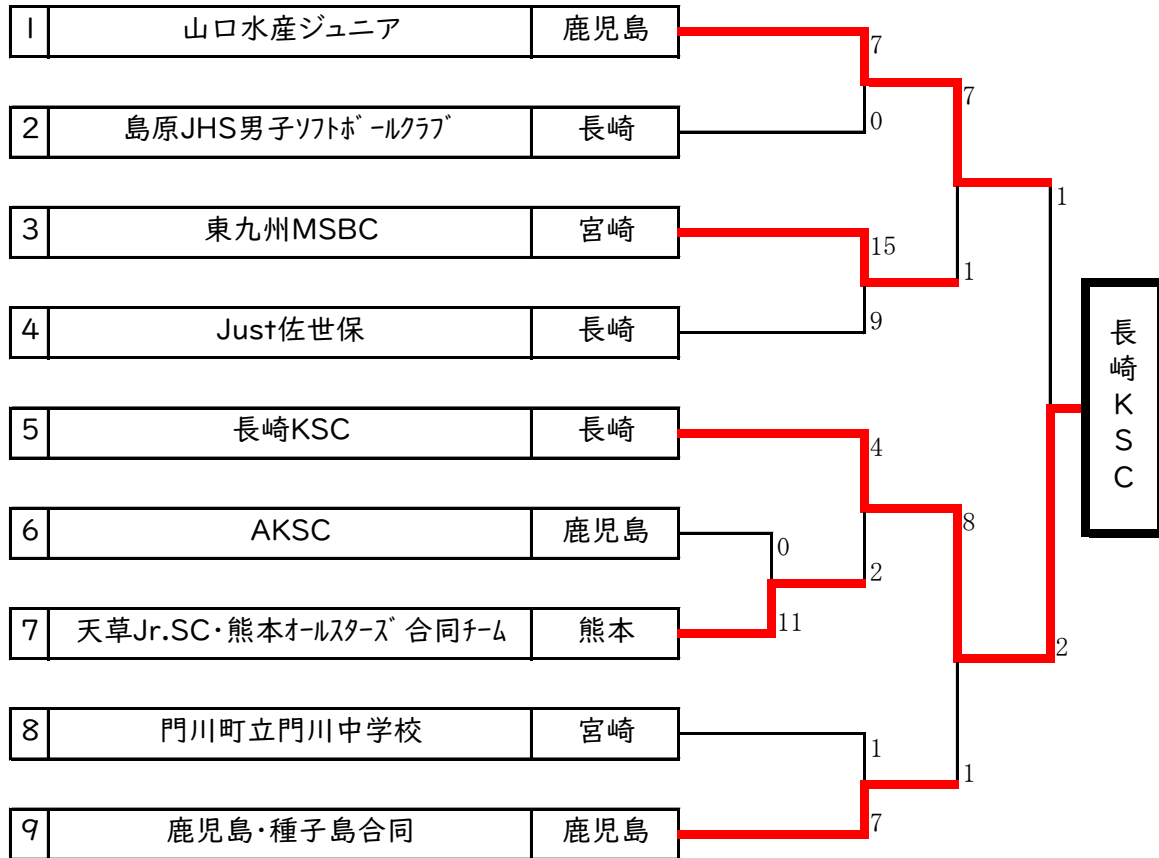 1 山口水産ジュニア 鹿児島
7
7
2 島原JHS男子ソフトボールクラブ 長崎
0
1
3 東九州MSBC 宮崎
15
1
4 Just佐世保 長崎
9
長崎KSC
5 長崎KSC 長崎
4
8
6 AKSC 鹿児島
0
2
7 天草Jr.SC・熊本オールスターズ 合同チーム 熊本
11
2
8 門川町立門川中学校 宮崎
1
1
9 鹿児島・種子島合同 鹿児島
7